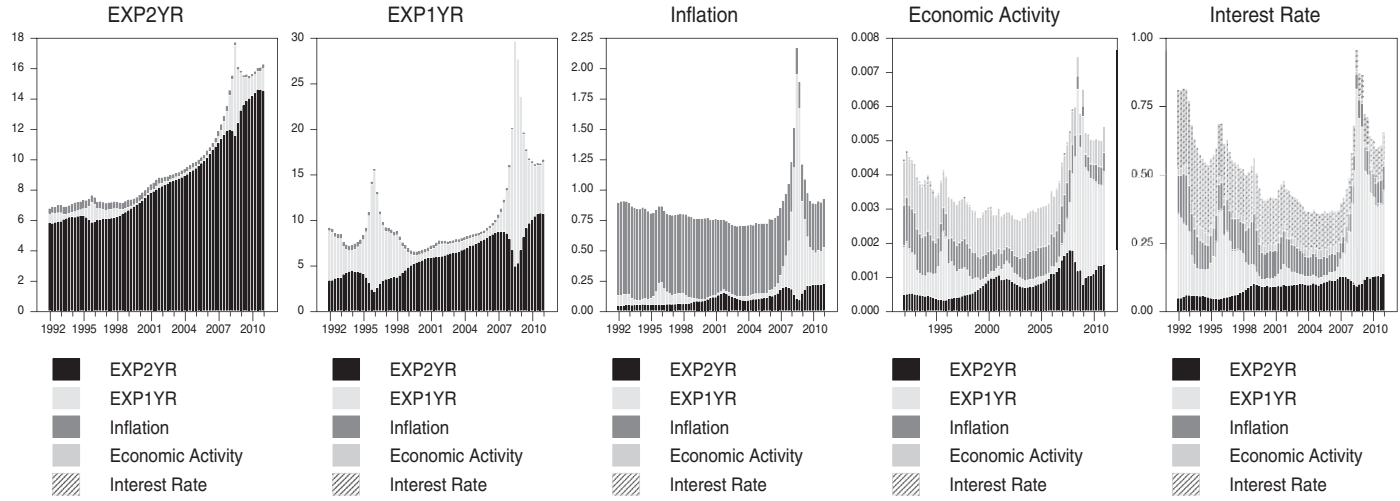 EXP2YR
EXP1YR
Inflation
Economic Activity
Interest Rate
18
16
14
12
10
8
6
4
2
0
1992 1995 1998 2001 2004 2007 2010
30
25
20
15
10
5
0
1992 1995 1998 2001 2004 2007 2010
2.25
2.00
1.75
1.50
1.25
1.00
0.75
0.50
0.25
0.00
1992 1995 1998 2001 2004 2007 2010
0.008
0.007
0.006
0.005
0.004
0.003
0.002
0.001
0.000
1995 2000 2005 2010
1.00
0.75
0.50
0.25
0.00
1992 1995 1998 2001 2004 2007 2010
EXP2YR
EXP1YR
Inflation
Economic Activity
Interest Rate
EXP2YR
EXP1YR
Inflation
Economic Activity
Interest Rate
EXP2YR
EXP1YR
Inflation
Economic Activity
Interest Rate
EXP2YR
EXP1YR
Inflation
Economic Activity
Interest Rate
EXP2YR
EXP1YR
Inflation
Economic Activity
Interest Rate